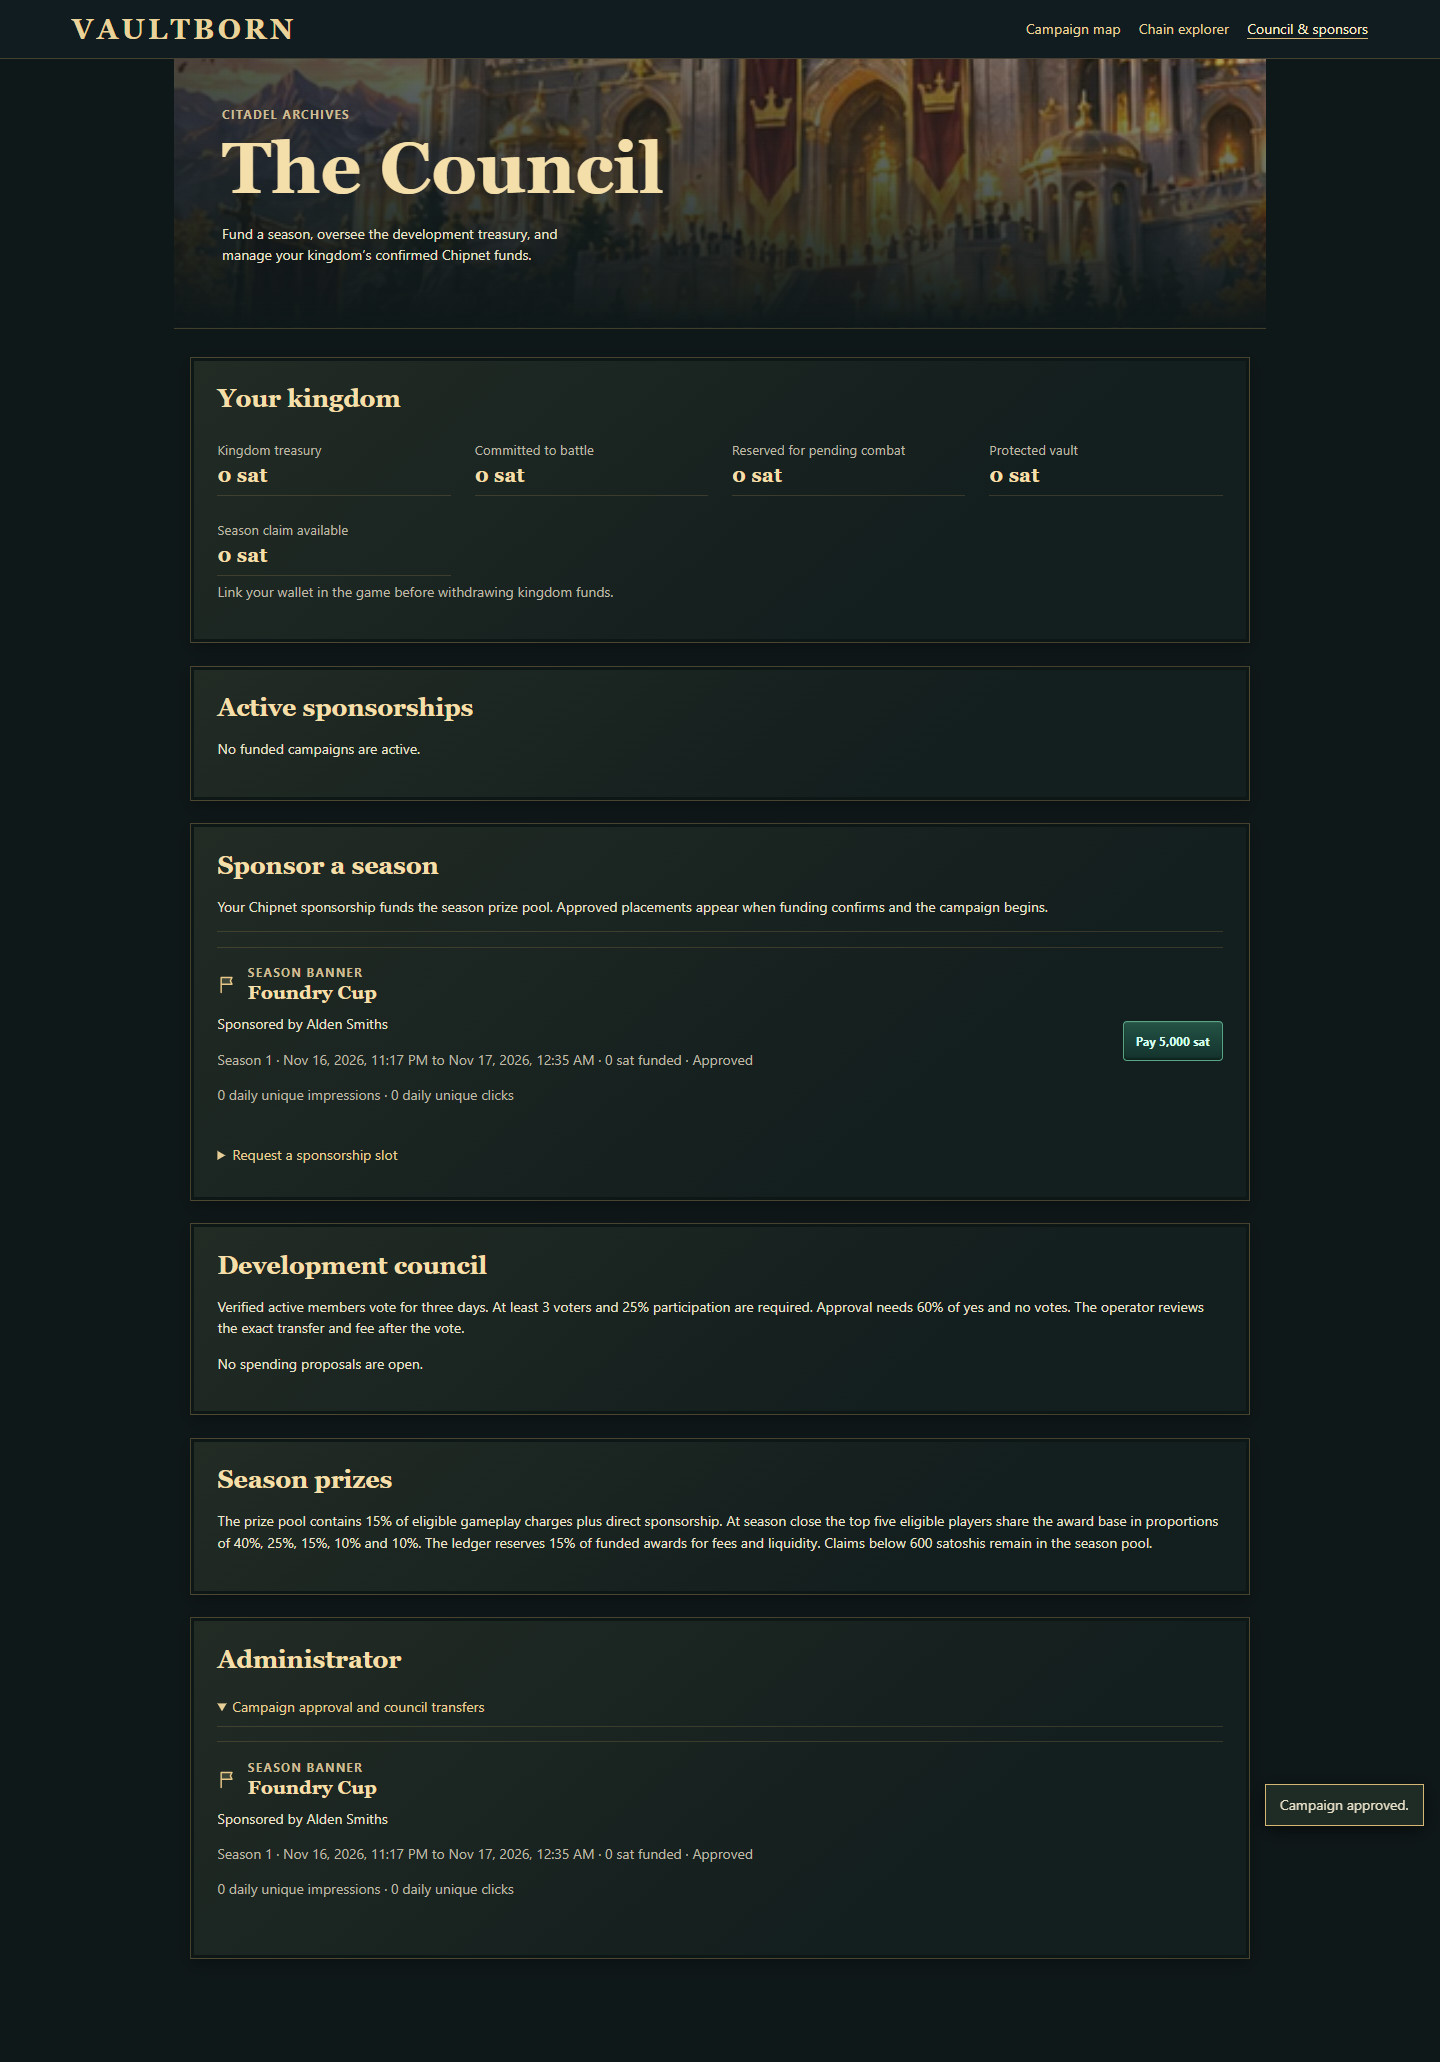 VAULTBORN
Campaign map
Chain explorer
Council & sponsors
CITADEL ARCHIVES
The Council
Fund a season, oversee the development treasury, and
manage your kingdom's confirmed Chipnet funds.
Your kingdom
Kingdom treasury
0 sat
Committed to battle
0 sat
Reserved for pending combat
0 sat
Protected vault
0 sat
Season claim available
0 sat
Link your wallet in the game before withdrawing kingdom funds.
Active sponsorships
No funded campaigns are active.
Sponsor a season
Your Chipnet sponsorship funds the season prize pool. Approved placements appear when funding confirms and the campaign begins.
SEASON BANNER
Foundry Cup
Sponsored by Alden Smiths
Season 1 · Nov 16, 2026, 11:17 PM to Nov 17, 2026, 12:35 AM · 0 sat funded · Approved
0 daily unique impressions · 0 daily unique clicks
Pay 5,000 sat
▶ Request a sponsorship slot
Development council
Verified active members vote for three days. At least 3 voters and 25% participation are required. Approval needs 60% of yes and no votes. The operator reviews
the exact transfer and fee after the vote.
No spending proposals are open.
Season prizes
The prize pool contains 15% of eligible gameplay charges plus direct sponsorship. At season close the top five eligible players share the award base in proportions
of 40%, 25%, 15%, 10% and 10%. The ledger reserves 15% of funded awards for fees and liquidity. Claims below 600 satoshis remain in the season pool.
Administrator
▼ Campaign approval and council transfers
SEASON BANNER
Foundry Cup
Sponsored by Alden Smiths
Season 1 · Nov 16, 2026, 11:17 PM to Nov 17, 2026, 12:35 AM · 0 sat funded · Approved
0 daily unique impressions · 0 daily unique clicks
Campaign approved.